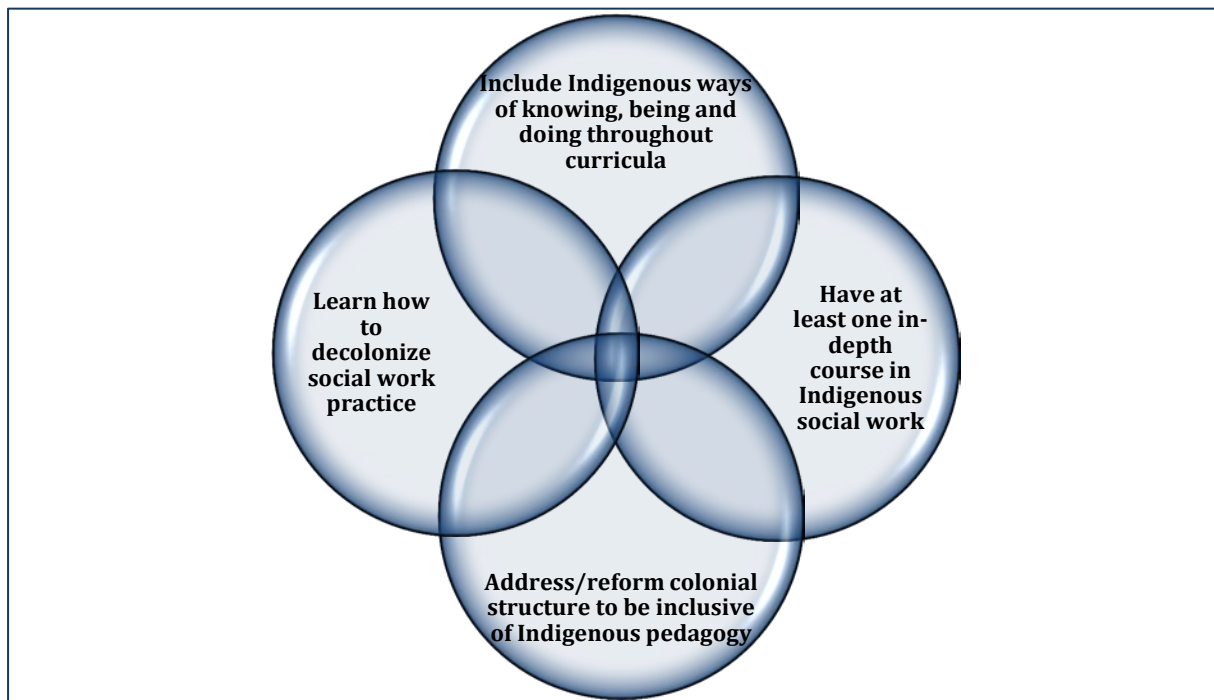 Include Indigenous ways
of knowing, being and
doing throughout
curricula
Learn how
to
decolonize
social work
practice
Have at
least one in-
depth
course in
Indigenous
social work
Address/reform colonial
structure to be inclusive
of Indigenous pedagogy